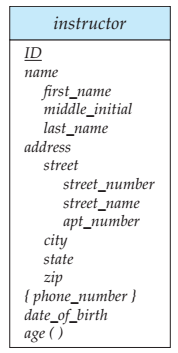 instructor
ID
name
first_name
middle_initial
last_name
address
street
street_number
street_name
apt_number
city
state
zip
{ phone_number }
date_of_birth
age ( )